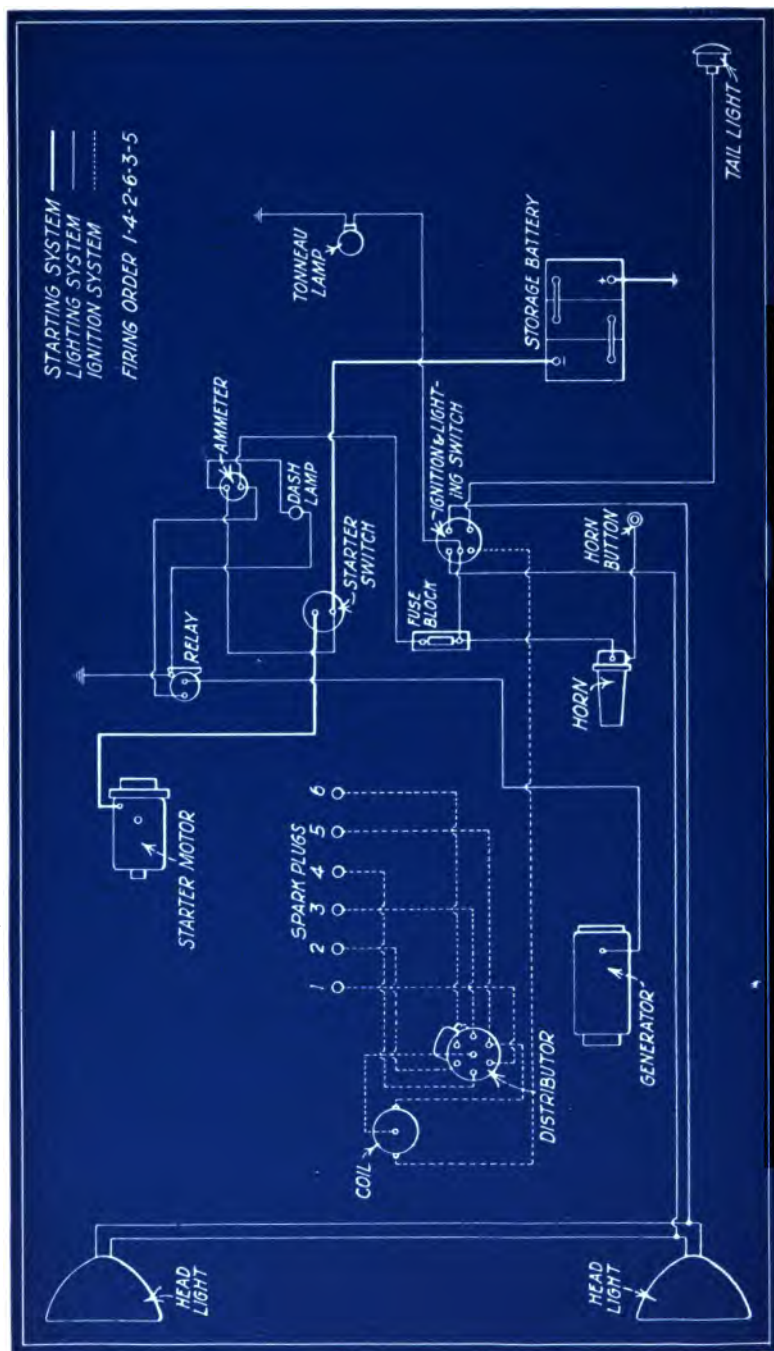 STARTING SYSTEM
LIGHTING SYSTEM
IGNITION SYSTEM
FIRING ORDER 1-4-2-6-3-5
HEAD
LIGHT
STARTER MOTOR
RELAY
AMMETER
DASH
LAMP
STARTER
SWITCH
TONNEAU
LAMP
COIL
SPARK PLUGS
1 2 3 4 5 6
DISTRIBUTOR
FUSE
BLOCK
IGNITION & LIGHT-
ING SWITCH
STORAGE BATTERY
- +
HEAD
LIGHT
GENERATOR
HORN
HORN
BUTTON
TAIL LIGHT